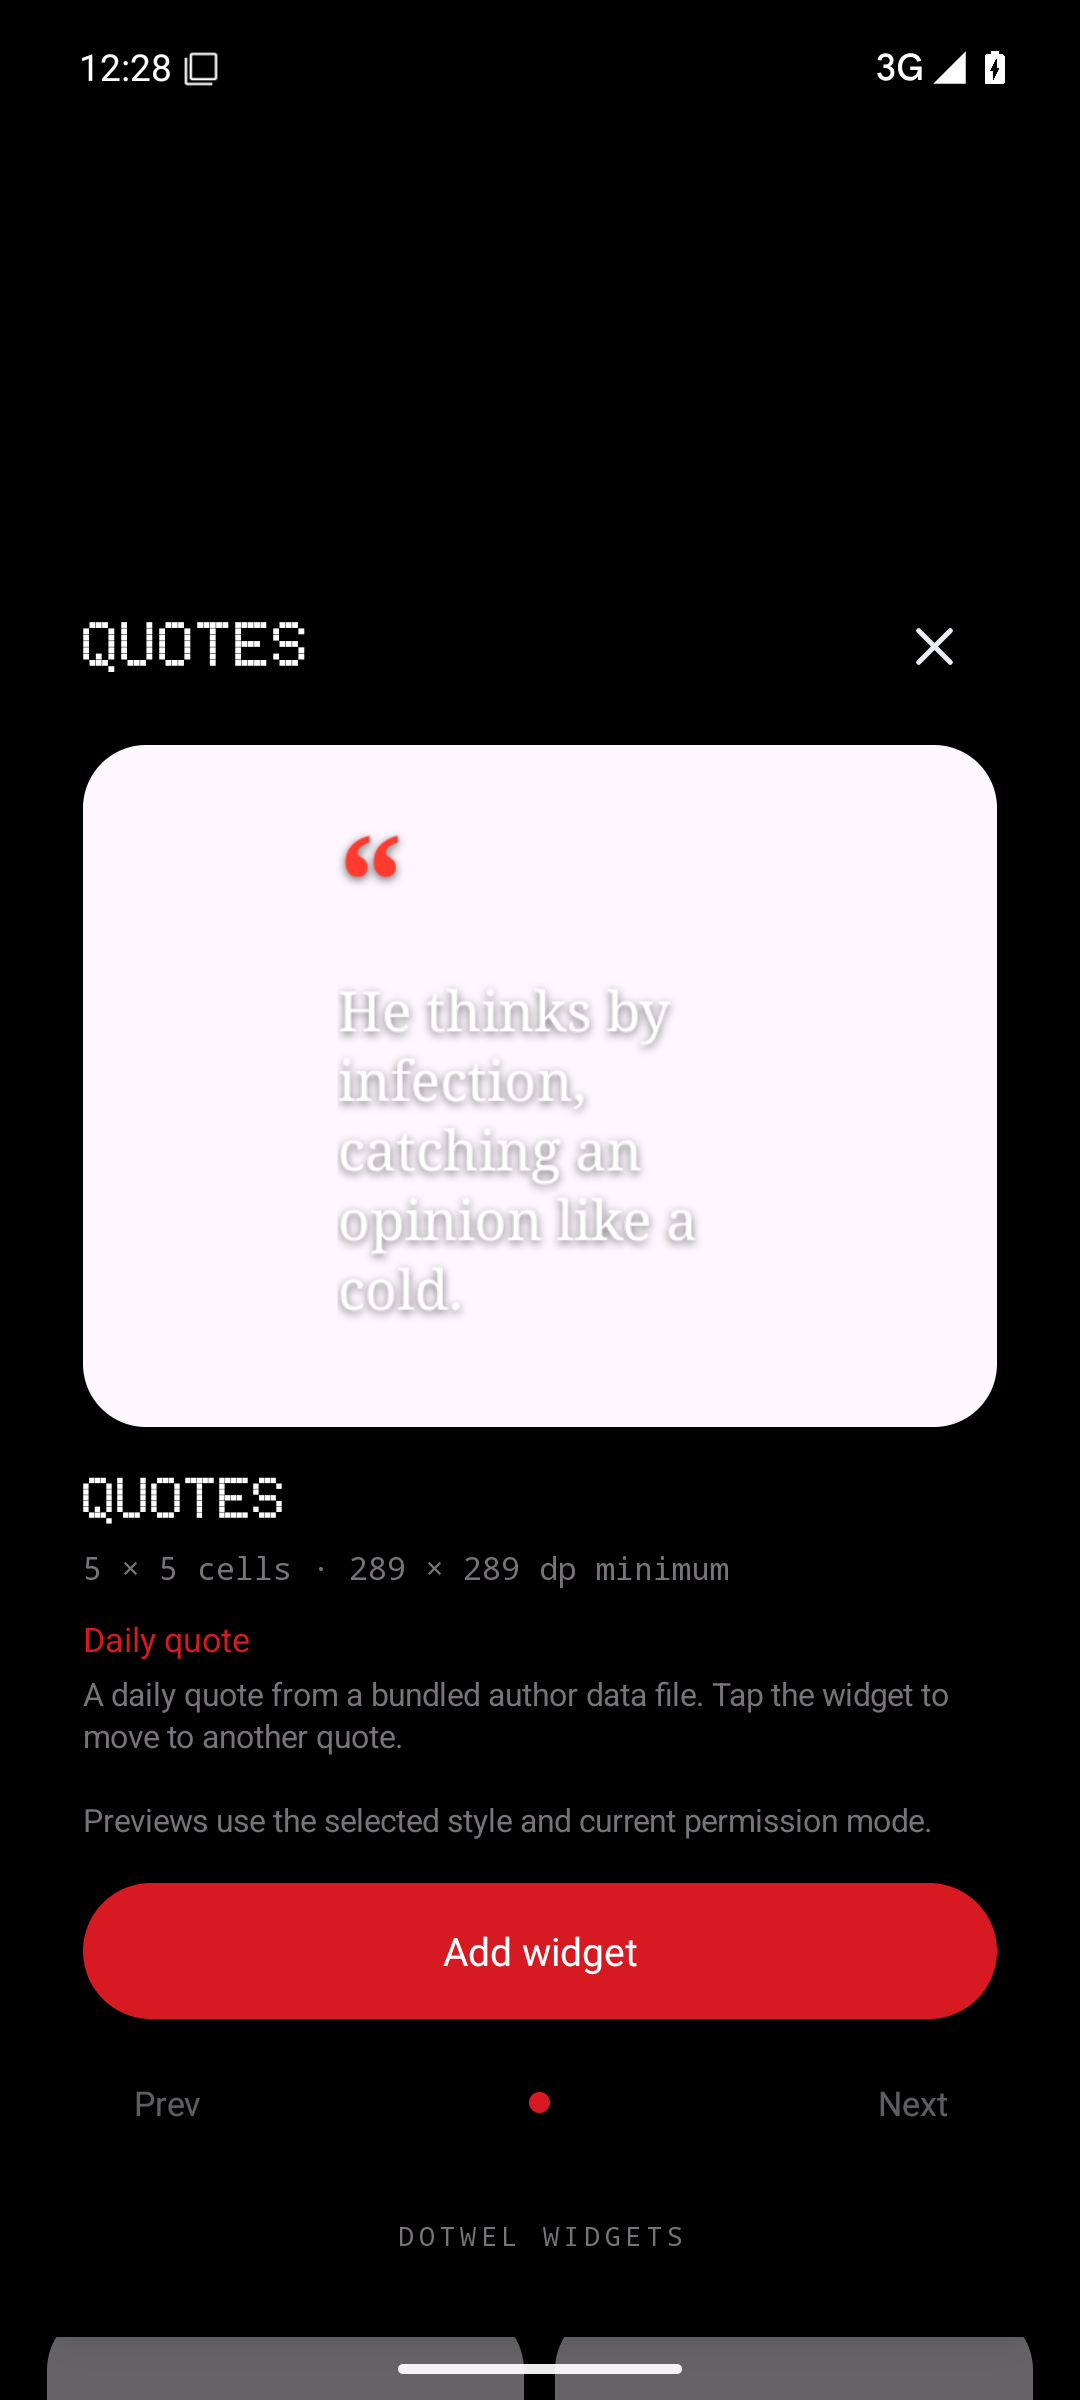 12:28
3G
QUOTES
“
He thinks by
infection,
catching an
opinion like a
cold.
QUOTES
5 × 5 cells · 289 × 289 dp minimum
Daily quote
A daily quote from a bundled author data file. Tap the widget to
move to another quote.
Previews use the selected style and current permission mode.
Add widget
Prev
Next
DOTWEL WIDGETS